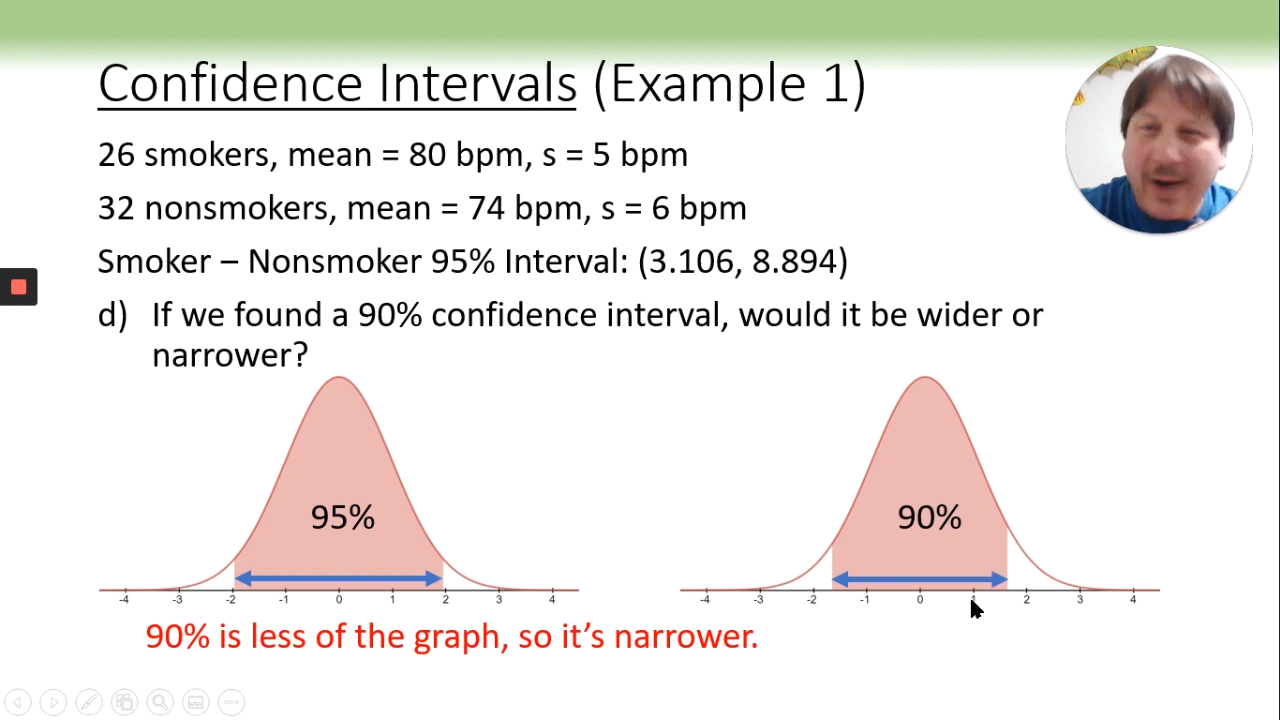 Confidence Intervals (Example 1)
26 smokers, mean = 80 bpm, s = 5 bpm
32 nonsmokers, mean = 74 bpm, s = 6 bpm
Smoker – Nonsmoker 95% Interval: (3.106, 8.894)
d) If we found a 90% confidence interval, would it be wider or
narrower?
95%
-4 -3 -2 -1 0 1 2 3 4
90%
-4 -3 -2 -1 0 1 2 3 4
90% is less of the graph, so it's narrower.